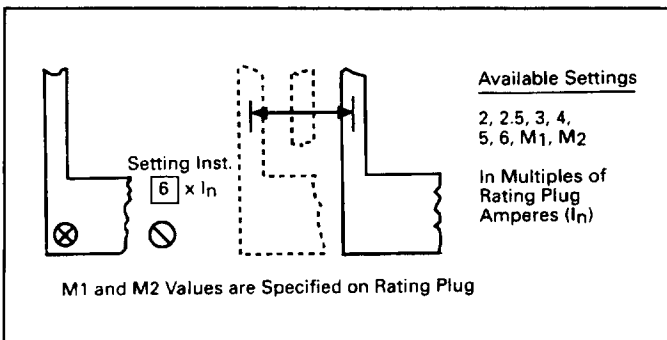 Available Settings
2, 2.5, 3, 4,
5, 6, M1, M2
In Multiples of
Rating Plug
Amperes (In)
Setting Inst.
6 x In
M1 and M2 Values are Specified on Rating Plug